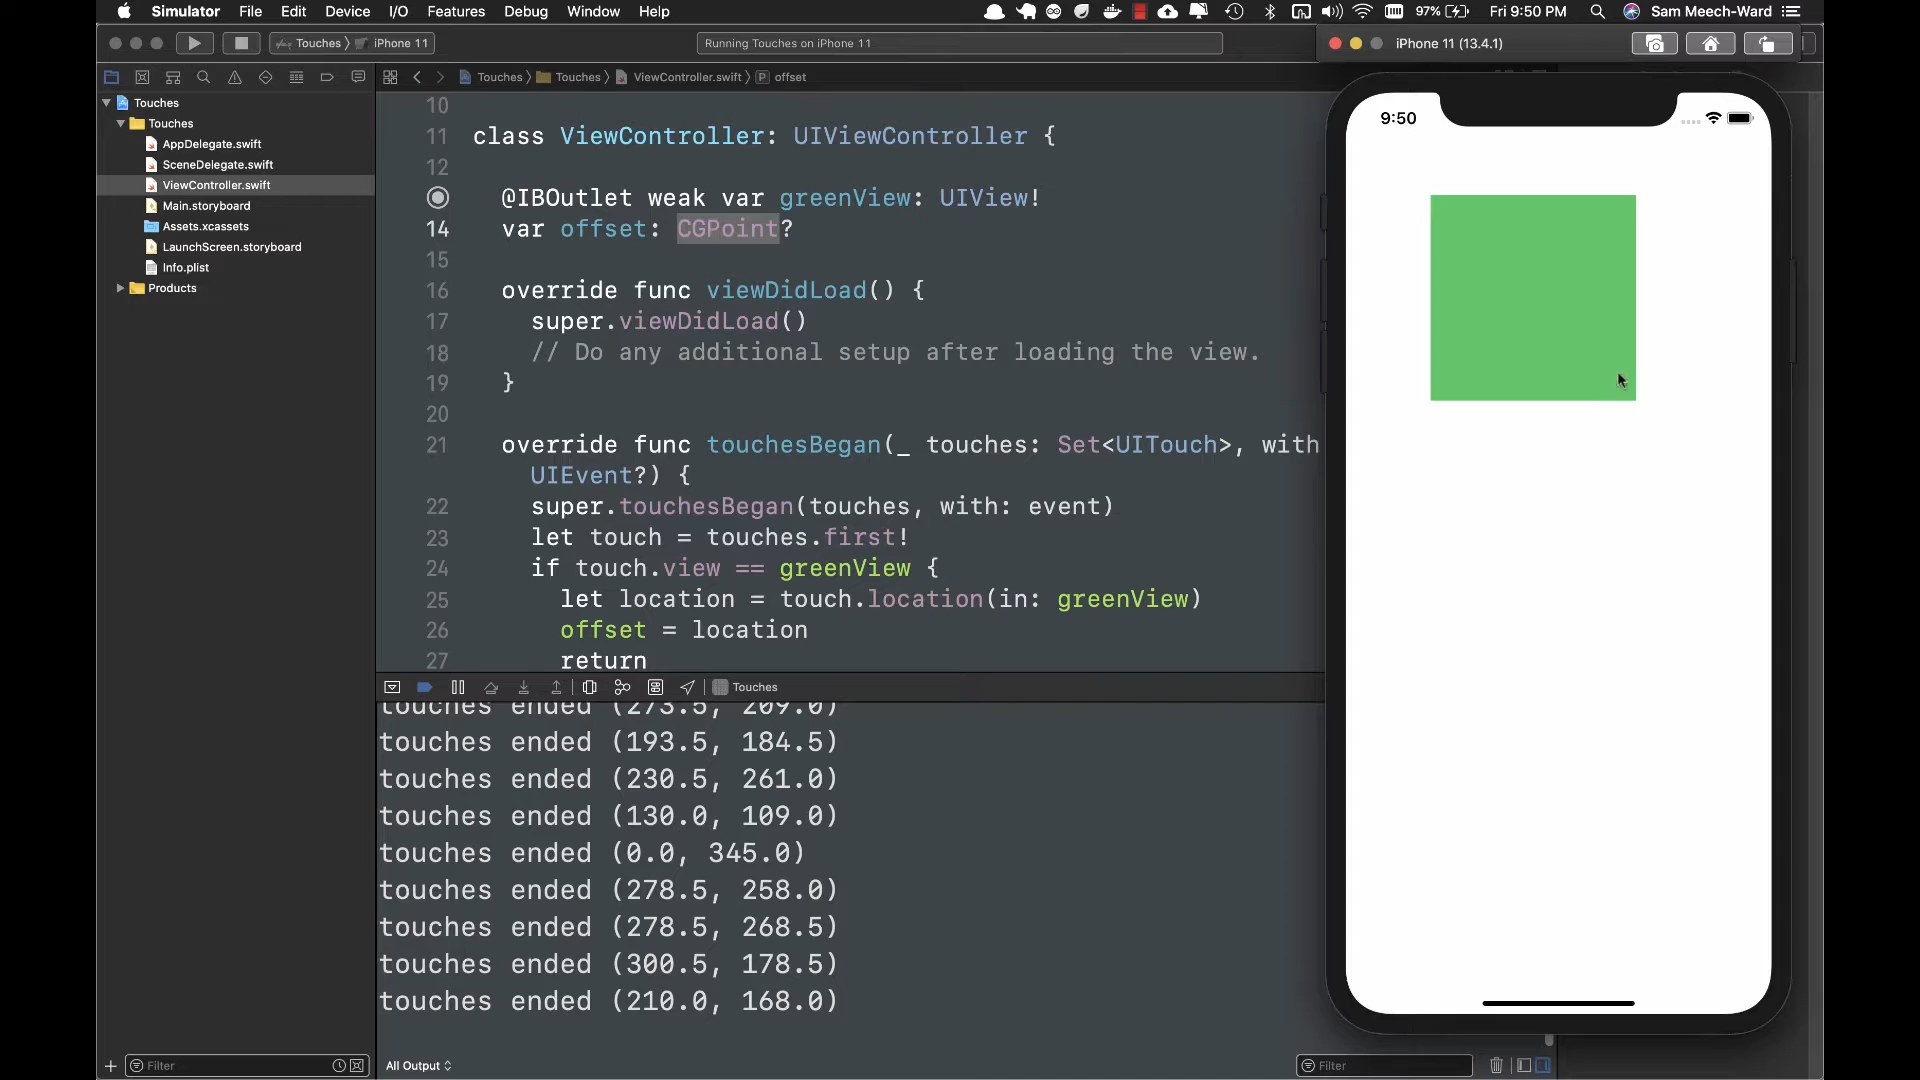 Simulator File Edit Device I/O Features Debug Window Help 97% Fri 9:50 PM Sam Meech-Ward
Touches iPhone 11 Running Touches on iPhone 11 iPhone 11 (13.4.1)
Touches Touches ViewController.swift P offset
Touches
Touches
AppDelegate.swift
SceneDelegate.swift
ViewController.swift
Main.storyboard
Assets.xcassets
LaunchScreen.storyboard
Info.plist
Products
10
11 class ViewController: UIViewController {
12
@IBOutlet weak var greenView: UIView!
14 var offset: CGPoint?
15
16 override func viewDidLoad() {
17 super.viewDidLoad()
18 // Do any additional setup after loading the view.
19 }
20
21 override func touchesBegan(_ touches: Set<UITouch>, with
UIEvent?) {
22 super.touchesBegan(touches, with: event)
23 let touch = touches.first!
24 if touch.view == greenView {
25 let location = touch.location(in: greenView)
26 offset = location
27 return
Touches
touches ended (273.5, 209.0)
touches ended (193.5, 184.5)
touches ended (230.5, 261.0)
touches ended (130.0, 109.0)
touches ended (0.0, 345.0)
touches ended (278.5, 258.0)
touches ended (278.5, 268.5)
touches ended (300.5, 178.5)
touches ended (210.0, 168.0)
Filter All Output Filter
9:50